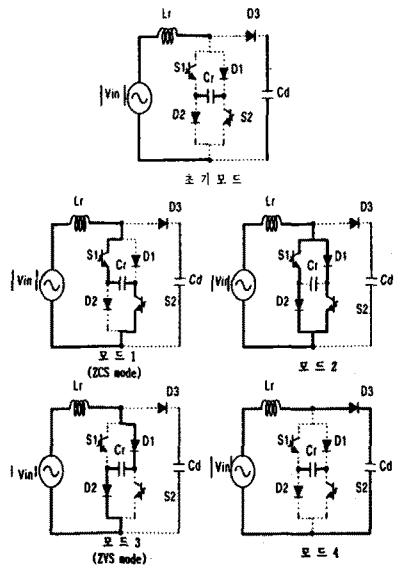 Lr
D3
|Vin|
S1
D1
Cr
D2
S2
Cd
초기모드
Lr
D3
Lr
D3
|Vin|
S1
D1
Cr
D2
S2
Cd
|Vin|
S1
D1
Cr
D2
S2
Cd
모드 1
(ZCS mode)
모드 2
Lr
D3
Lr
D3
|Vin|
S1
D1
Cr
D2
S2
Cd
|Vin|
S1
D1
Cr
D2
S2
Cd
모드 3
(ZVS mode)
모드 4